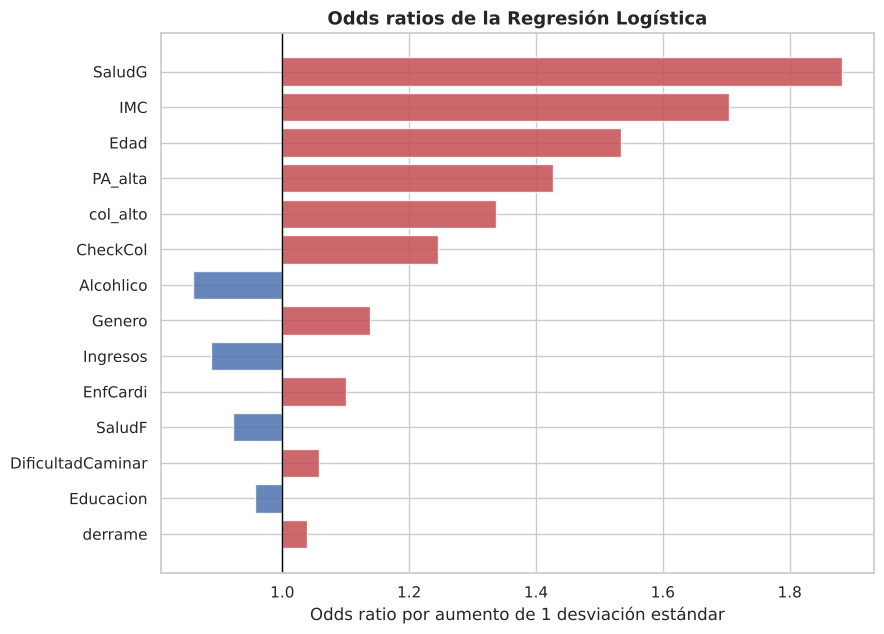 Odds ratios de la Regresión Logística
SaludG
IMC
Edad
PA_alta
col_alto
CheckCol
Alcohlico
Genero
Ingresos
EnfCardi
SaludF
DificultadCaminar
Educacion
derrame
1.0 1.2 1.4 1.6 1.8
Odds ratio por aumento de 1 desviación estándar